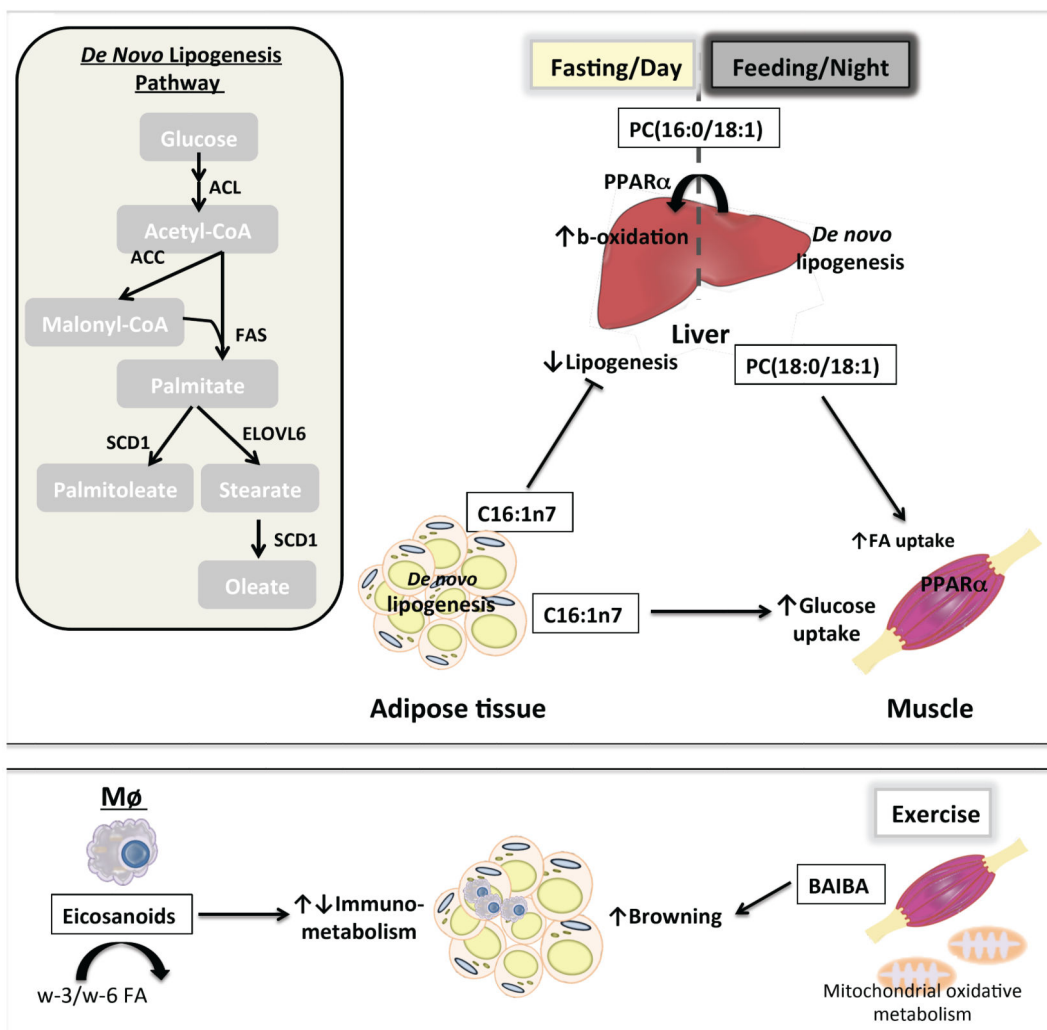 De Novo Lipogenesis
Pathway
Glucose
ACL
Acetyl-CoA
ACC
Malonyl-CoA
FAS
Palmitate
SCD1
ELOVL6
Palmitoleate
Stearate
SCD1
Oleate
Fasting/Day
Feeding/Night
PC(16:0/18:1)
PPARα
↑b-oxidation
De novo
lipogenesis
Liver
↓Lipogenesis
PC(18:0/18:1)
C16:1n7
↑FA uptake
De novo
lipogenesis
PPARα
C16:1n7
↑Glucose
uptake
Adipose tissue
Muscle
Mø
Exercise
Eicosanoids
↑↓Immuno-
metabolism
↑Browning
BAIBA
w-3/w-6 FA
Mitochondrial oxidative
metabolism